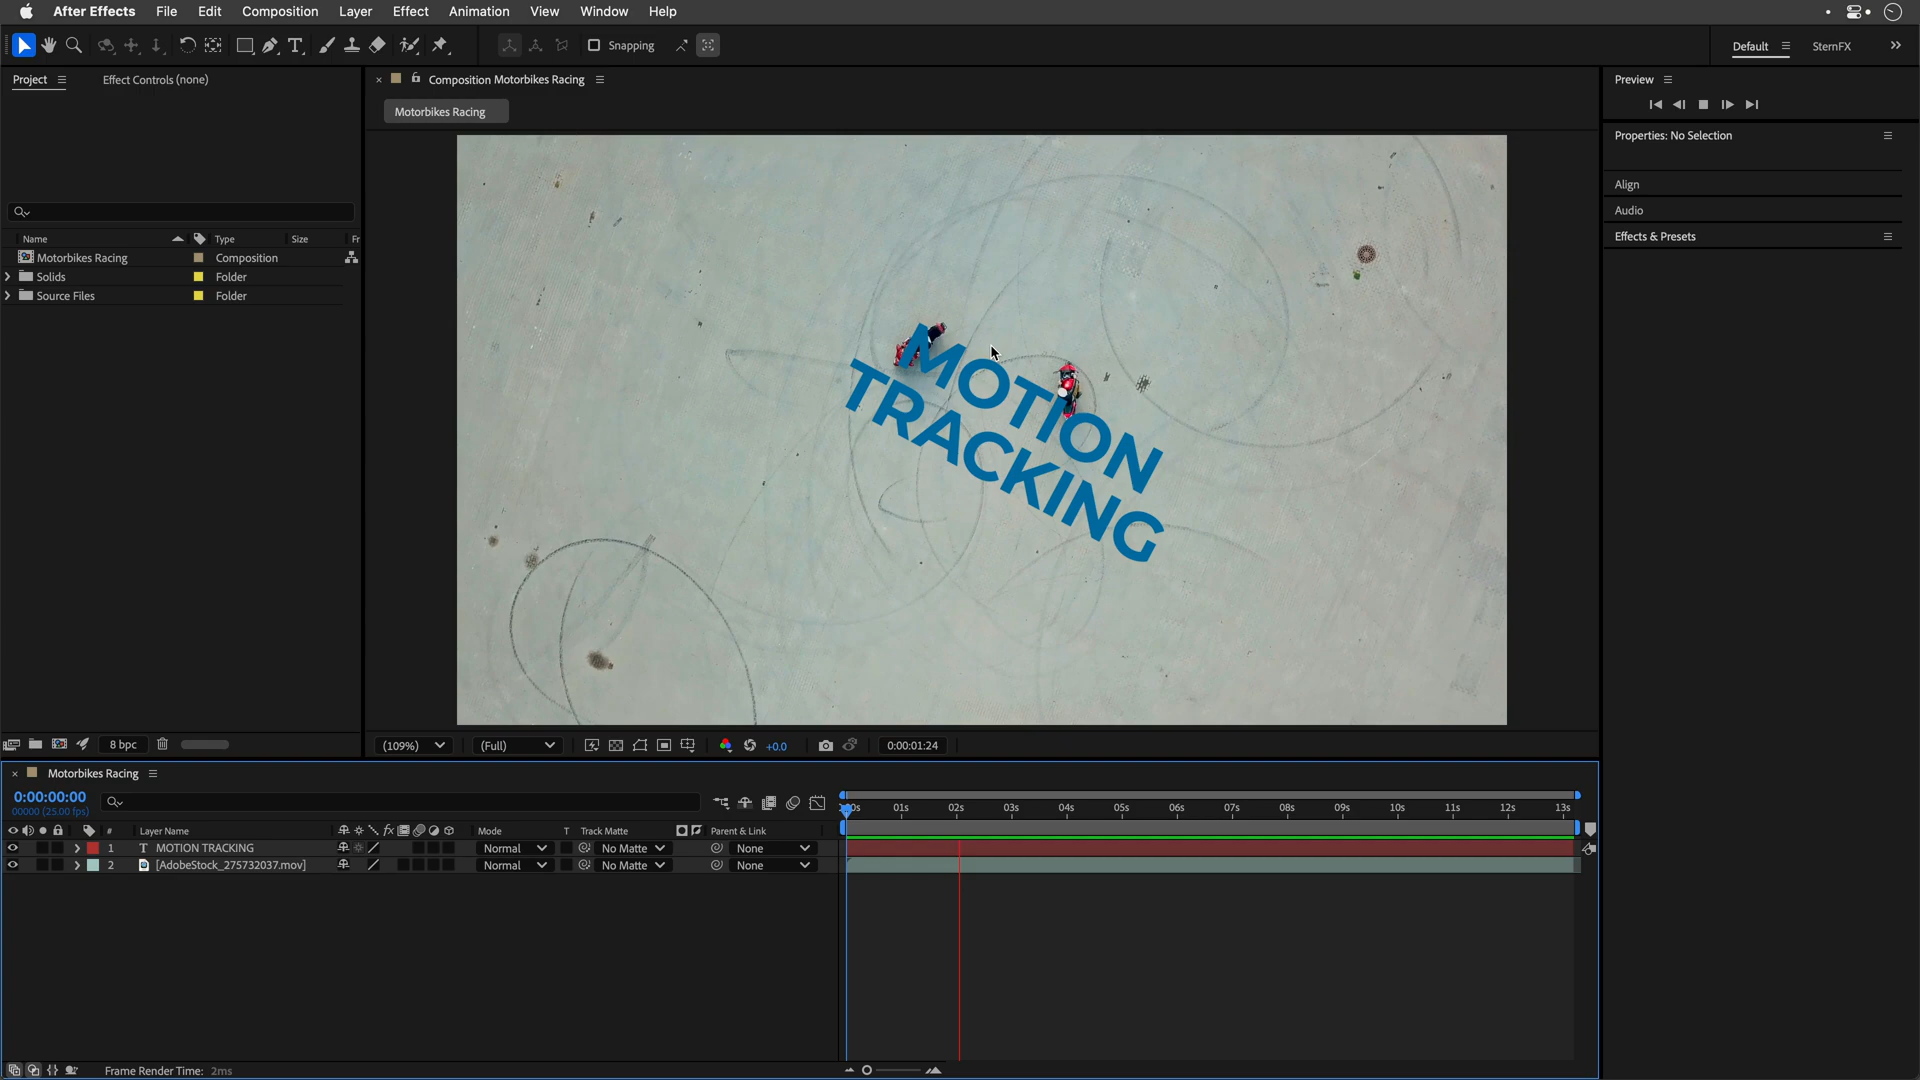 After Effects File Edit Composition Layer Effect Animation View Window Help
Snapping
Default
SternFX
Project
Effect Controls (none)
Composition Motorbikes Racing
Motorbikes Racing
Preview
Properties: No Selection
Align
Audio
Effects & Presets
Name Type Size Fr
Motorbikes Racing Composition
Solids Folder
Source Files Folder
MOTION
TRACKING
8 bpc
(109%)
(Full)
+0.0
0:00:01:24
Motorbikes Racing
0:00:00:00
00000 (25.00 fps)
:00s 01s 02s 03s 04s 05s 06s 07s 08s 09s 10s 11s 12s 13s
# Layer Name fx Mode T Track Matte Parent & Link
1 T MOTION TRACKING Normal No Matte None
2 [AdobeStock_275732037.mov] Normal No Matte None
Frame Render Time: 2ms